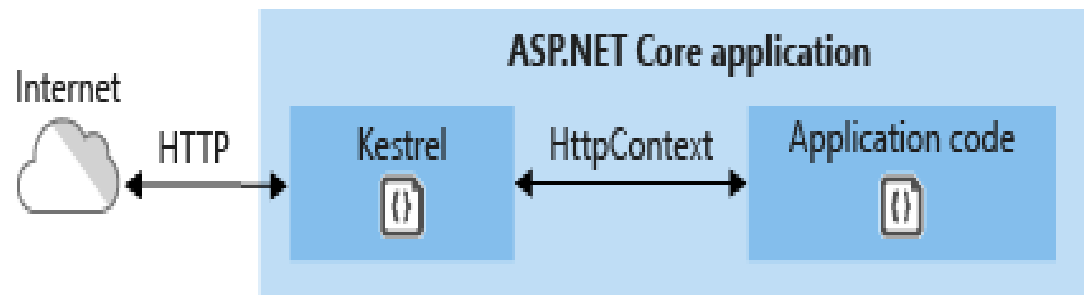 ASP.NET Core application
Internet
HTTP
Kestrel
HttpContext
Application code
{}
{}